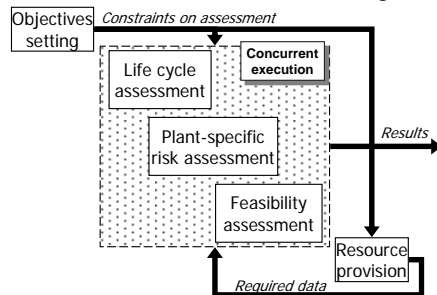 Objectives
setting
Constraints on assessment
Concurrent
execution
Life cycle
assessment
Plant-specific
risk assessment
Results
Feasibility
assessment
Resource
provision
Required data